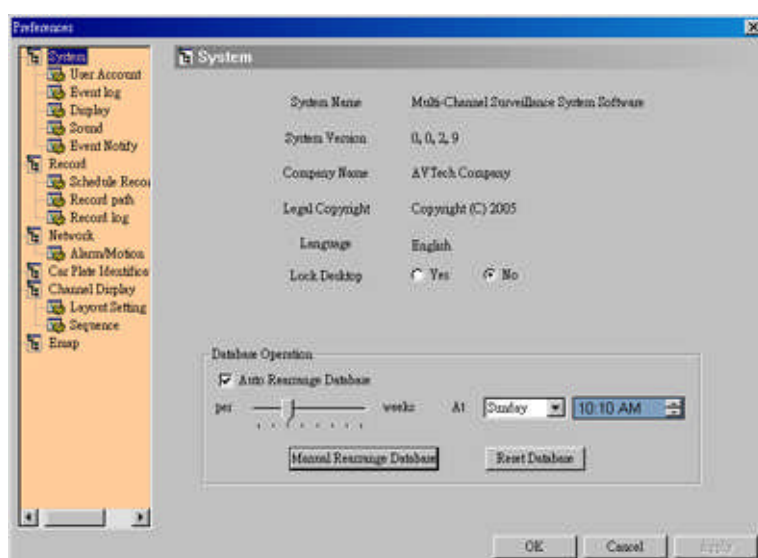 Preferences
System
User Account
Event log
Display
Sound
Event Notify
Record
Schedule Recor
Record path
Record log
Network
Alarm/Motion
Car Plate Identifica
Channel Display
Layout Setting
Sequence
Emap
System
System Name Multi-Channel Surveillance System Software
System Version 0, 0, 2, 9
Company Name AVTech Company
Legal Copyright Copyright (C) 2005
Language English
Lock Desktop Yes No
Database Operation
Auto Rearrange Database
per weeks At Sunday 10:10 AM
Manual Rearrange Database Reset Database
OK Cancel Apply